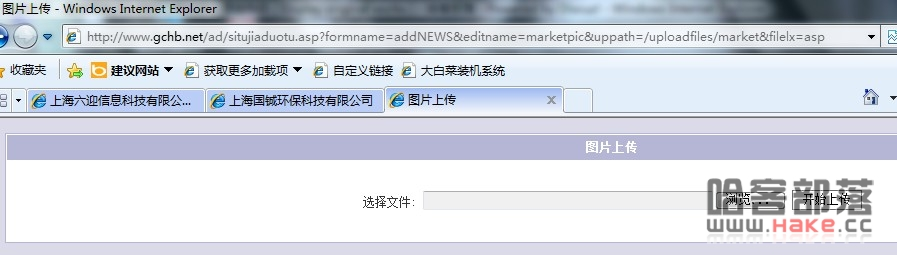 图片上传 - Windows Internet Explorer
http://www.gchb.net/ad/situjiaduotu.asp?formname=addNEWS&editname=marketpic&uppath=/uploadfiles/market&filelx=asp
收藏夹 建议网站 获取更多加载项 自定义链接 大白菜装机系统
上海六迎信息科技有限公... 上海国铖环保科技有限公司 图片上传 x
图片上传
选择文件: 浏览... 开始上传
哈客部落
www.Hake.cc